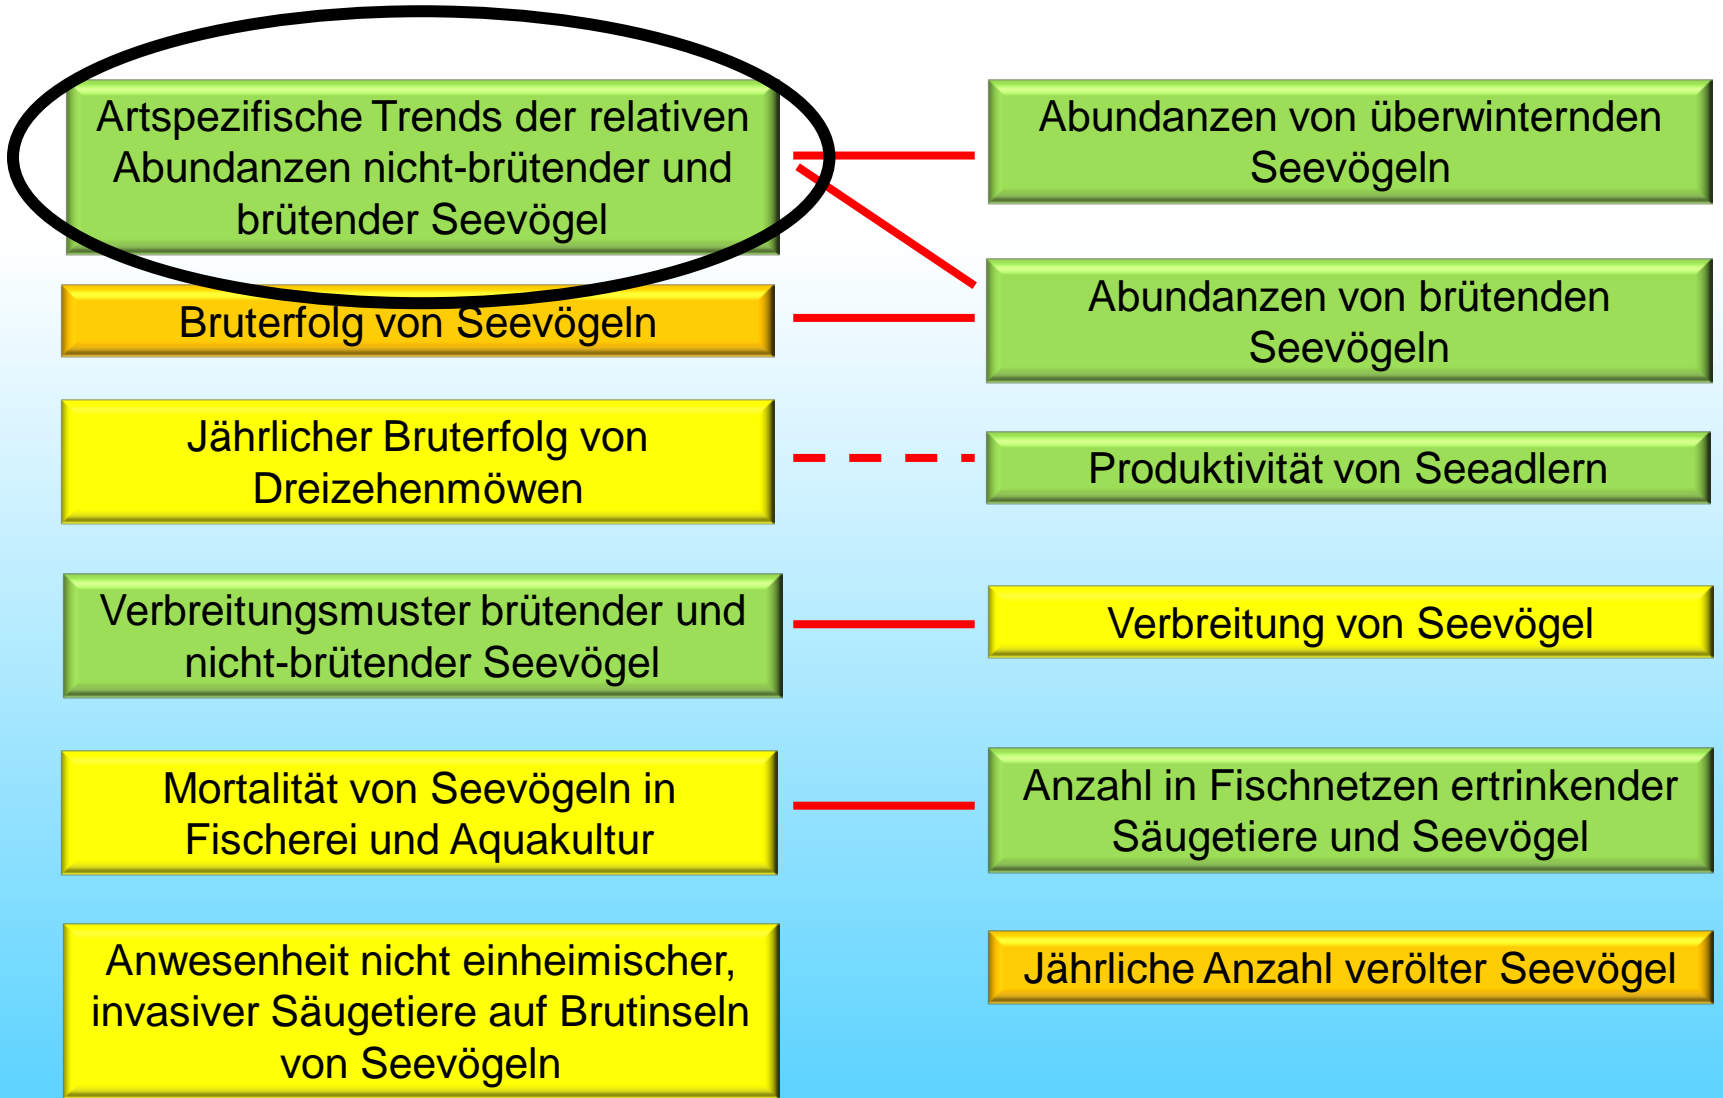 Artspezifische Trends der relativen
Abundanzen nicht-brütender und
brütender Seevögel
Bruterfolg von Seevögeln
Jährlicher Bruterfolg von
Dreizehenmöwen
Verbreitungsmuster brütender und
nicht-brütender Seevögel
Mortalität von Seevögeln in
Fischerei und Aquakultur
Anwesenheit nicht einheimischer,
invasiver Säugetiere auf Brutinseln
von Seevögeln
Abundanzen von überwinternden
Seevögeln
Abundanzen von brütenden
Seevögeln
Produktivität von Seeadlern
Verbreitung von Seevögel
Anzahl in Fischnetzen ertrinkender
Säugetiere und Seevögel
Jährliche Anzahl verölter Seevögel